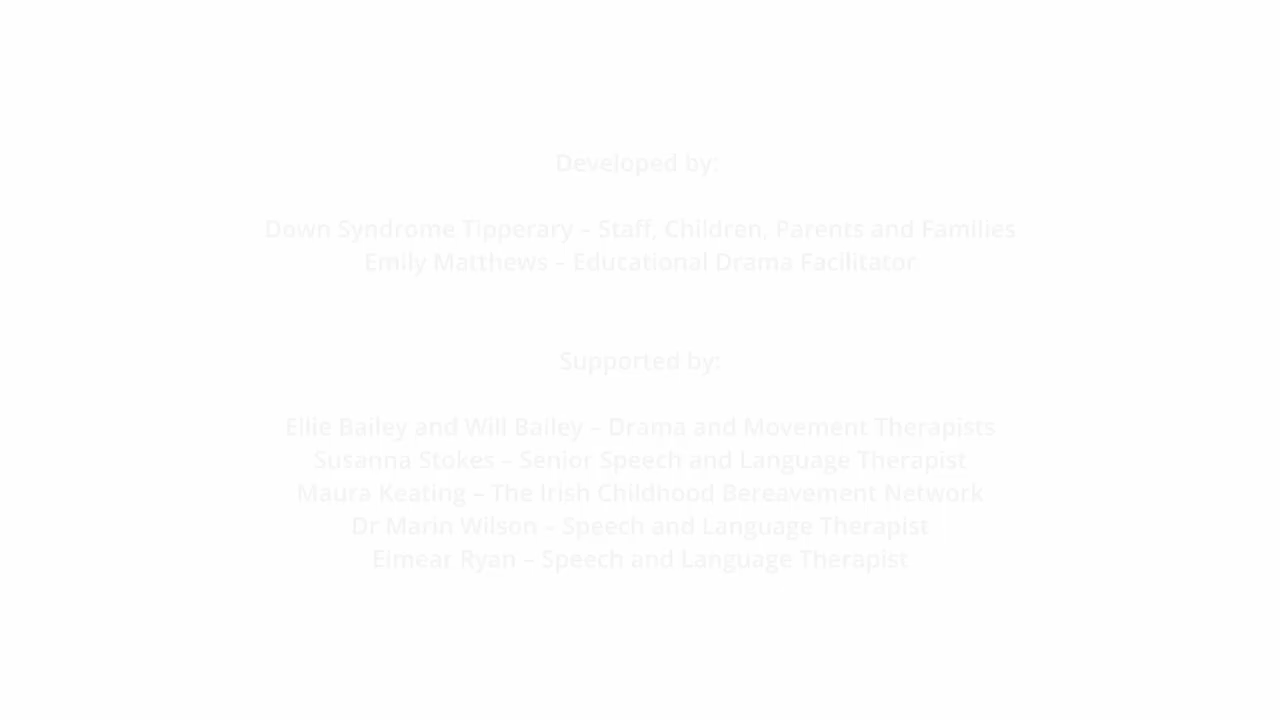 Developed by:
Down Syndrome Tipperary – Staff, Children, Parents and Families
Emily Matthews – Educational Drama Facilitator
Supported by:
Ellie Bailey and Will Bailey – Drama and Movement Therapists
Susanna Stokes – Senior Speech and Language Therapist
Maura Keating – The Irish Childhood Bereavement Network
Dr Marin Wilson – Speech and Language Therapist
Eimear Ryan – Speech and Language Therapist